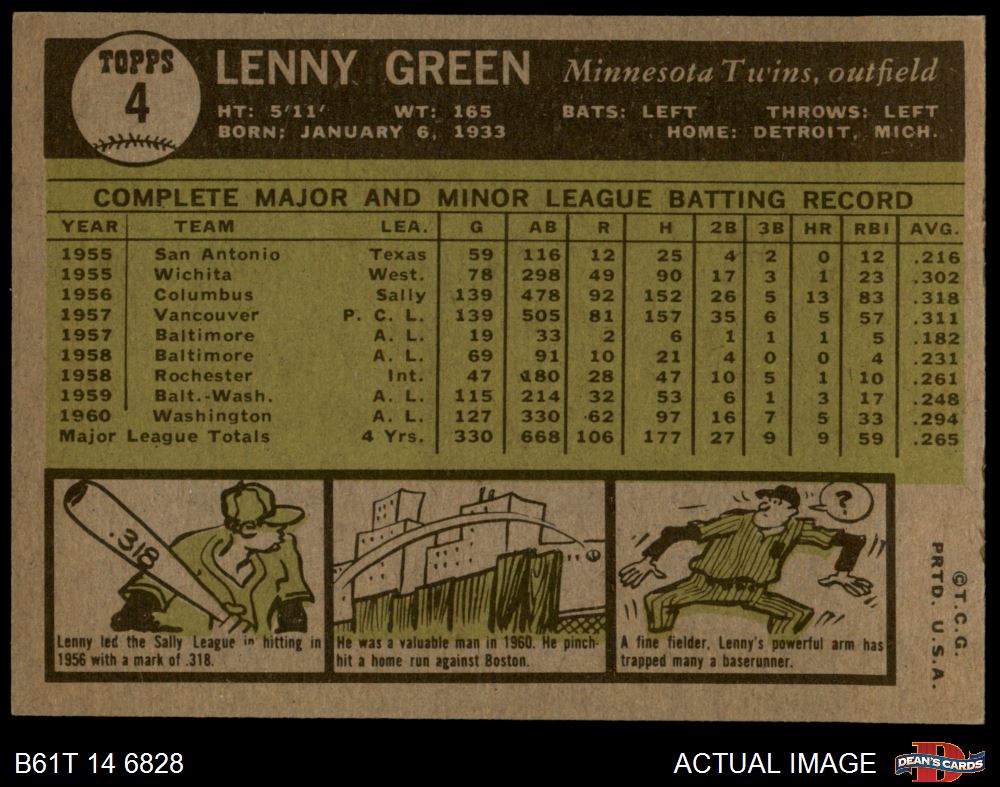 TOPPS
4
LENNY GREEN Minnesota Twins, outfield
HT: 5'11' WT: 165 BATS: LEFT THROWS: LEFT
BORN: JANUARY 6, 1933 HOME: DETROIT, MICH.
COMPLETE MAJOR AND MINOR LEAGUE BATTING RECORD
YEAR TEAM LEA. G AB R H 2B 3B HR RBI AVG.
1955 San Antonio Texas 59 116 12 25 4 2 0 12 .216
1955 Wichita West. 78 298 49 90 17 3 1 23 .302
1956 Columbus Sally 139 478 92 152 26 5 13 83 .318
1957 Vancouver P. C. L. 139 505 81 157 35 6 5 57 .311
1957 Baltimore A. L. 19 33 2 6 1 1 1 5 .182
1958 Baltimore A. L. 69 91 10 21 4 0 0 4 .231
1958 Rochester Int. 47 180 28 47 10 5 1 10 .261
1959 Balt.-Wash. A. L. 115 214 32 53 6 1 3 17 .248
1960 Washington A. L. 127 330 62 97 16 7 5 33 .294
Major League Totals 4 Yrs. 330 668 106 177 27 9 9 59 .265
.318
Lenny led the Sally League in hitting in
1956 with a mark of .318.
He was a valuable man in 1960. He pinch-
hit a home run against Boston.
?
A fine fielder, Lenny's powerful arm has
trapped many a baserunner.
©T.C.G.
PRTD. U.S.A.
B61T 14 6828
ACTUAL IMAGE
D
DEAN'S CARDS